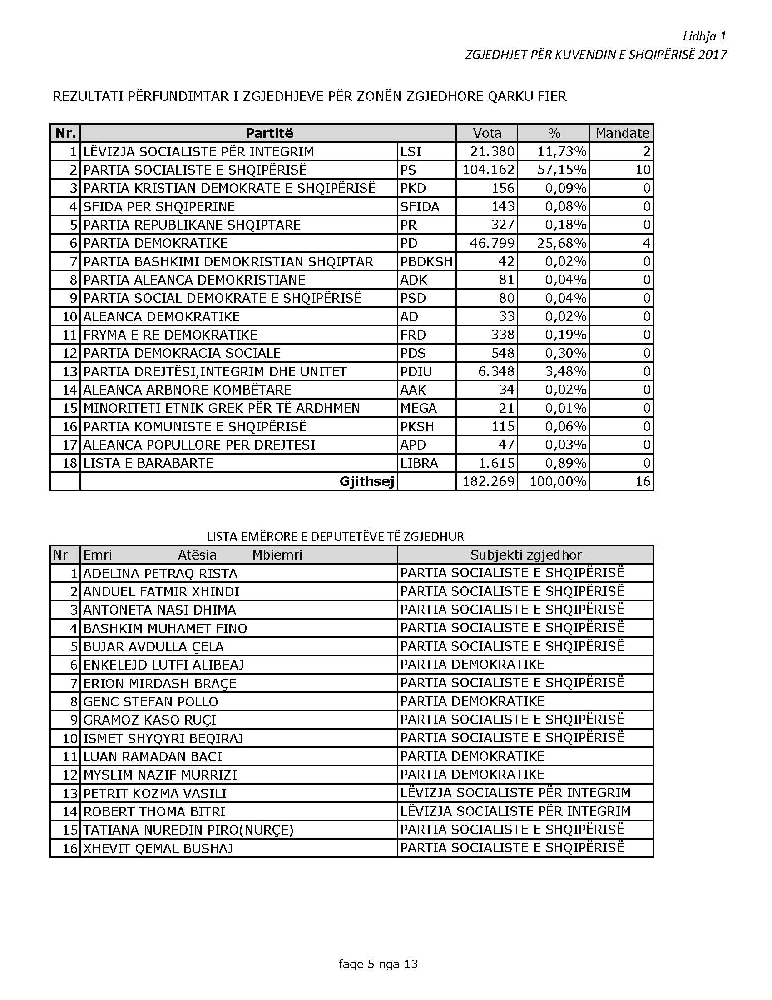 Lidhja 1
ZGJEDHJET PËR KUVENDIN E SHQIPËRISË 2017
REZULTATI PËRFUNDIMTAR I ZGJEDHJEVE PËR ZONËN ZGJEDHORE QARKU FIER
Nr. Partitë Vota % Mandate
1 LËVIZJA SOCIALISTE PËR INTEGRIM LSI 21.380 11,73% 2
2 PARTIA SOCIALISTE E SHQIPËRISË PS 104.162 57,15% 10
3 PARTIA KRISTIAN DEMOKRATE E SHQIPËRISË PKD 156 0,09% 0
4 SFIDA PER SHQIPERINE SFIDA 143 0,08% 0
5 PARTIA REPUBLIKANE SHQIPTARE PR 327 0,18% 0
6 PARTIA DEMOKRATIKE PD 46.799 25,68% 4
7 PARTIA BASHKIMI DEMOKRISTIAN SHQIPTAR PBDKSH 42 0,02% 0
8 PARTIA ALEANCA DEMOKRISTIANE ADK 81 0,04% 0
9 PARTIA SOCIAL DEMOKRATE E SHQIPËRISË PSD 80 0,04% 0
10 ALEANCA DEMOKRATIKE AD 33 0,02% 0
11 FRYMA E RE DEMOKRATIKE FRD 338 0,19% 0
12 PARTIA DEMOKRACIA SOCIALE PDS 548 0,30% 0
13 PARTIA DREJTËSI,INTEGRIM DHE UNITET PDIU 6.348 3,48% 0
14 ALEANCA ARBNORE KOMBËTARE AAK 34 0,02% 0
15 MINORITETI ETNIK GREK PËR TË ARDHMEN MEGA 21 0,01% 0
16 PARTIA KOMUNISTE E SHQIPËRISË PKSH 115 0,06% 0
17 ALEANCA POPULLORE PER DREJTESI APD 47 0,03% 0
18 LISTA E BARABARTE LIBRA 1.615 0,89% 0
Gjithsej 182.269 100,00% 16
LISTA EMËRORE E DEPUTETËVE TË ZGJEDHUR
Nr Emri Atësia Mbiemri Subjekti zgjedhor
1 ADELINA PETRAQ RISTA PARTIA SOCIALISTE E SHQIPËRISË
2 ANDUEL FATMIR XHINDI PARTIA SOCIALISTE E SHQIPËRISË
3 ANTONETA NASI DHIMA PARTIA SOCIALISTE E SHQIPËRISË
4 BASHKIM MUHAMET FINO PARTIA SOCIALISTE E SHQIPËRISË
5 BUJAR AVDULLA ÇELA PARTIA SOCIALISTE E SHQIPËRISË
6 ENKELEJD LUTFI ALIBEAJ PARTIA DEMOKRATIKE
7 ERION MIRDASH BRAÇE PARTIA SOCIALISTE E SHQIPËRISË
8 GENC STEFAN POLLO PARTIA DEMOKRATIKE
9 GRAMOZ KASO RUÇI PARTIA SOCIALISTE E SHQIPËRISË
10 ISMET SHYQYRI BEQIRAJ PARTIA SOCIALISTE E SHQIPËRISË
11 LUAN RAMADAN BACI PARTIA DEMOKRATIKE
12 MYSLIM NAZIF MURRIZI PARTIA DEMOKRATIKE
13 PETRIT KOZMA VASILI LËVIZJA SOCIALISTE PËR INTEGRIM
14 ROBERT THOMA BITRI LËVIZJA SOCIALISTE PËR INTEGRIM
15 TATIANA NUREDIN PIRO(NURÇE) PARTIA SOCIALISTE E SHQIPËRISË
16 XHEVIT QEMAL BUSHAJ PARTIA SOCIALISTE E SHQIPËRISË
faqe 5 nga 13